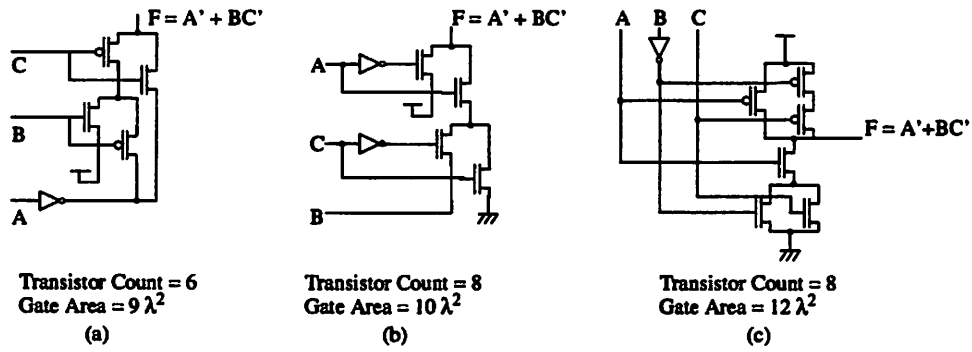 F = A' + BC'
C
B
A
Transistor Count = 6
Gate Area = 9 λ²
(a)
F = A' + BC'
A
C
B
Transistor Count = 8
Gate Area = 10 λ²
(b)
A B C
F = A'+BC'
Transistor Count = 8
Gate Area = 12 λ²
(c)